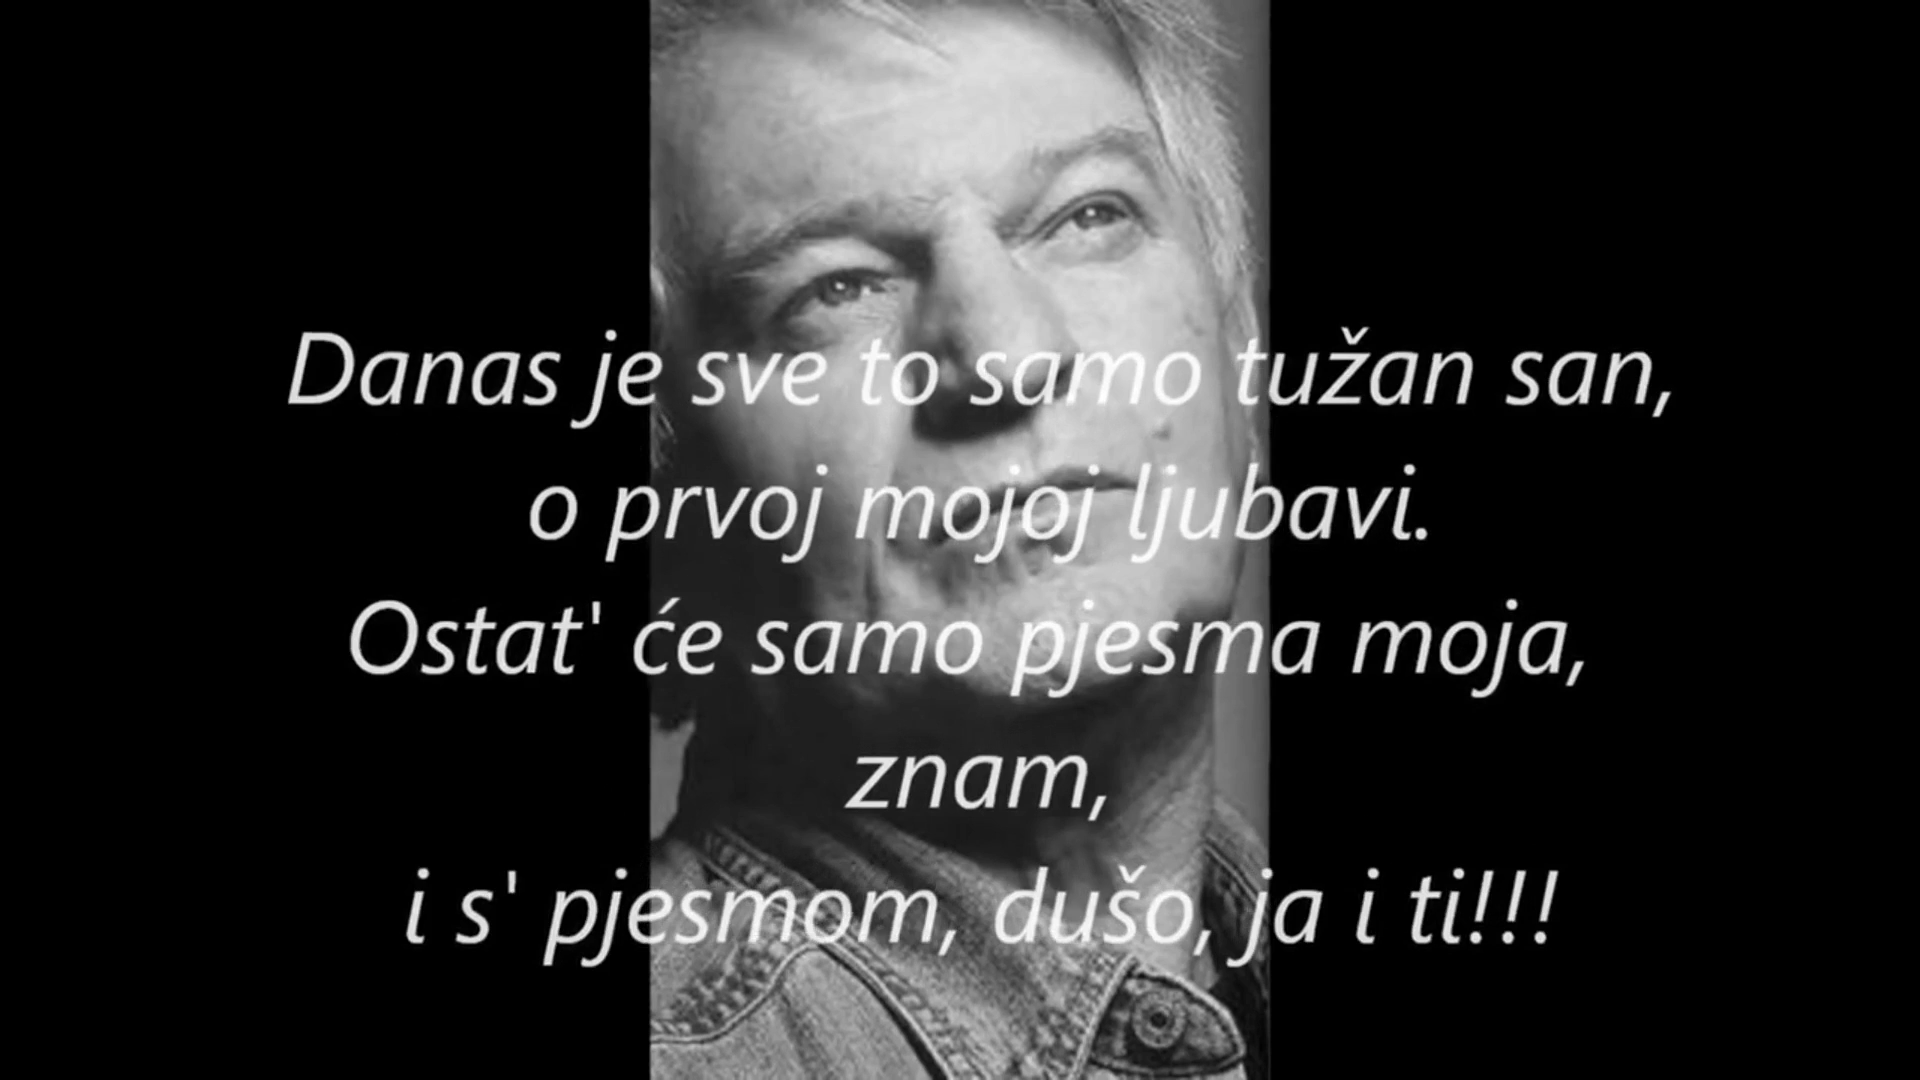 Danas je sve to samo tužan san,
o prvoj mojoj ljubavi.
Ostat' će samo pjesma moja,
znam,
i s' pjesmom, dušo, ja i ti!!!